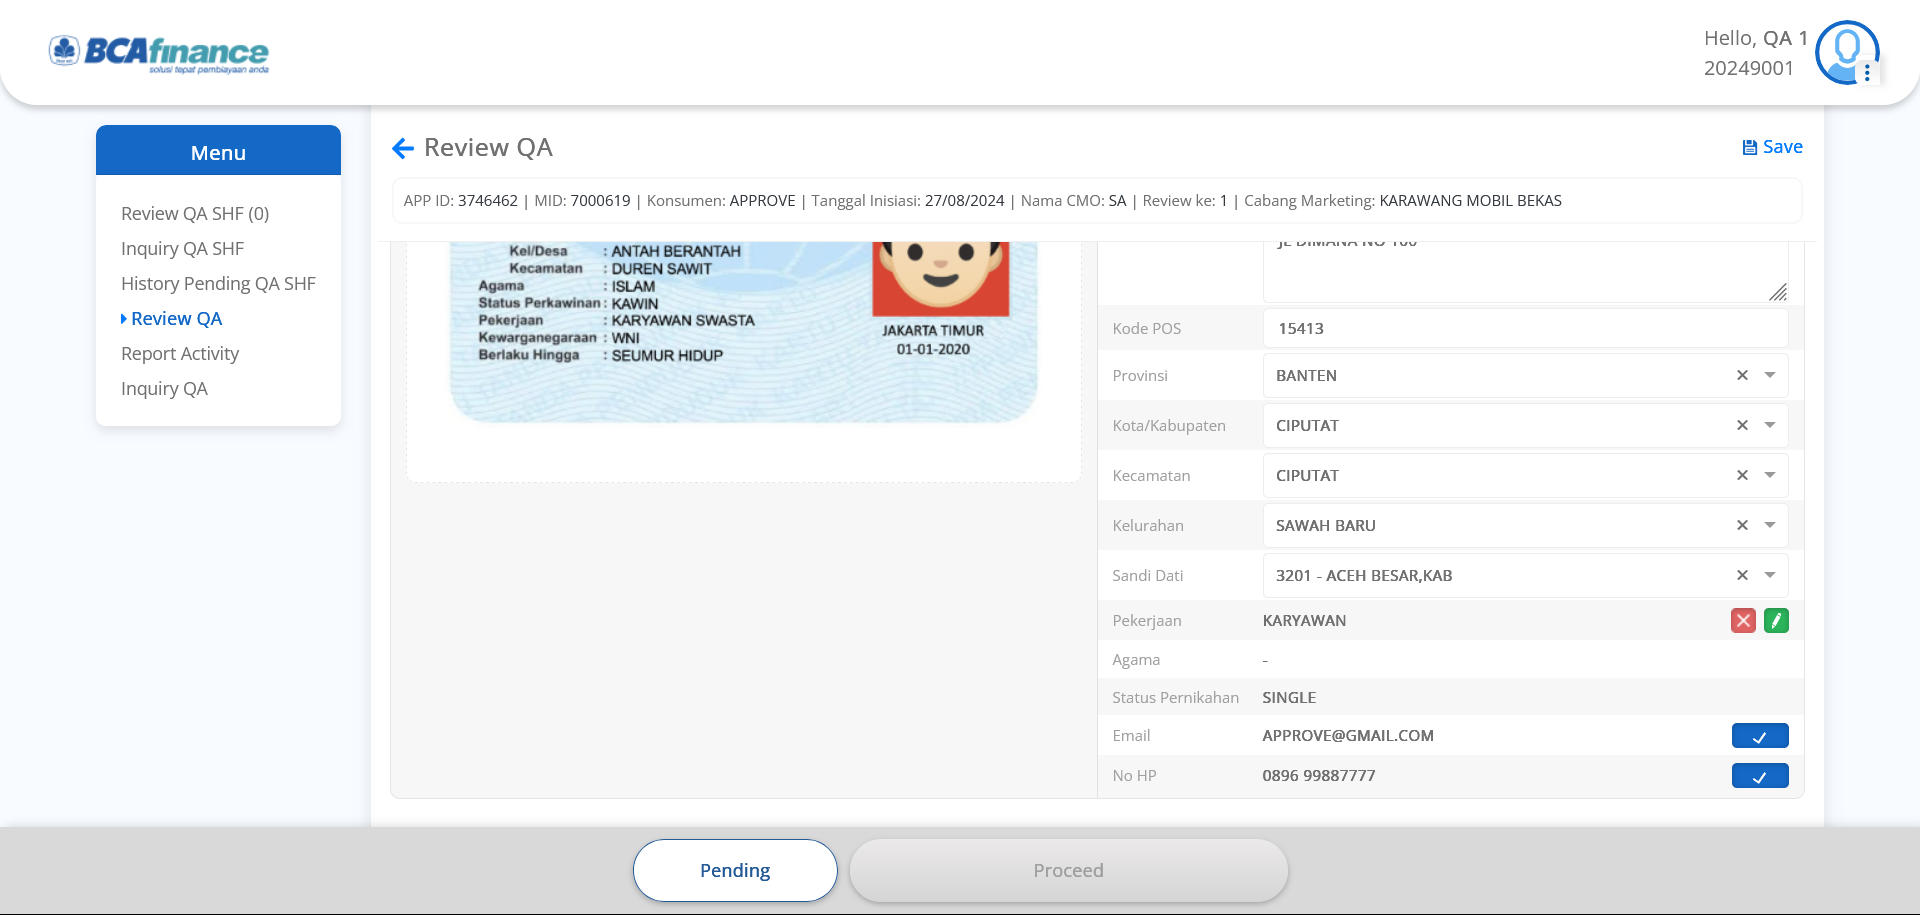 BCAfinance
solusi tepat pembiayaan anda
Hello, QA 1
20249001
Menu
Review QA SHF (0)
Inquiry QA SHF
History Pending QA SHF
Review QA
Report Activity
Inquiry QA
Review QA
Save
APP ID: 3746462 | MID: 7000619 | Konsumen: APPROVE | Tanggal Inisiasi: 27/08/2024 | Nama CMO: SA | Review ke: 1 | Cabang Marketing: KARAWANG MOBIL BEKAS
Kel/Desa : ANTAH BERANTAH
Kecamatan : DUREN SAWIT
Agama : ISLAM
Status Perkawinan : KAWIN
Pekerjaan : KARYAWAN SWASTA
Kewarganegaraan : WNI
Berlaku Hingga : SEUMUR HIDUP
JAKARTA TIMUR
01-01-2020
JL DIMANA NO 100
Kode POS 15413
Provinsi BANTEN
Kota/Kabupaten CIPUTAT
Kecamatan CIPUTAT
Kelurahan SAWAH BARU
Sandi Dati 3201 - ACEH BESAR,KAB
Pekerjaan KARYAWAN
Agama -
Status Pernikahan SINGLE
Email APPROVE@GMAIL.COM
No HP 0896 99887777
Pending
Proceed